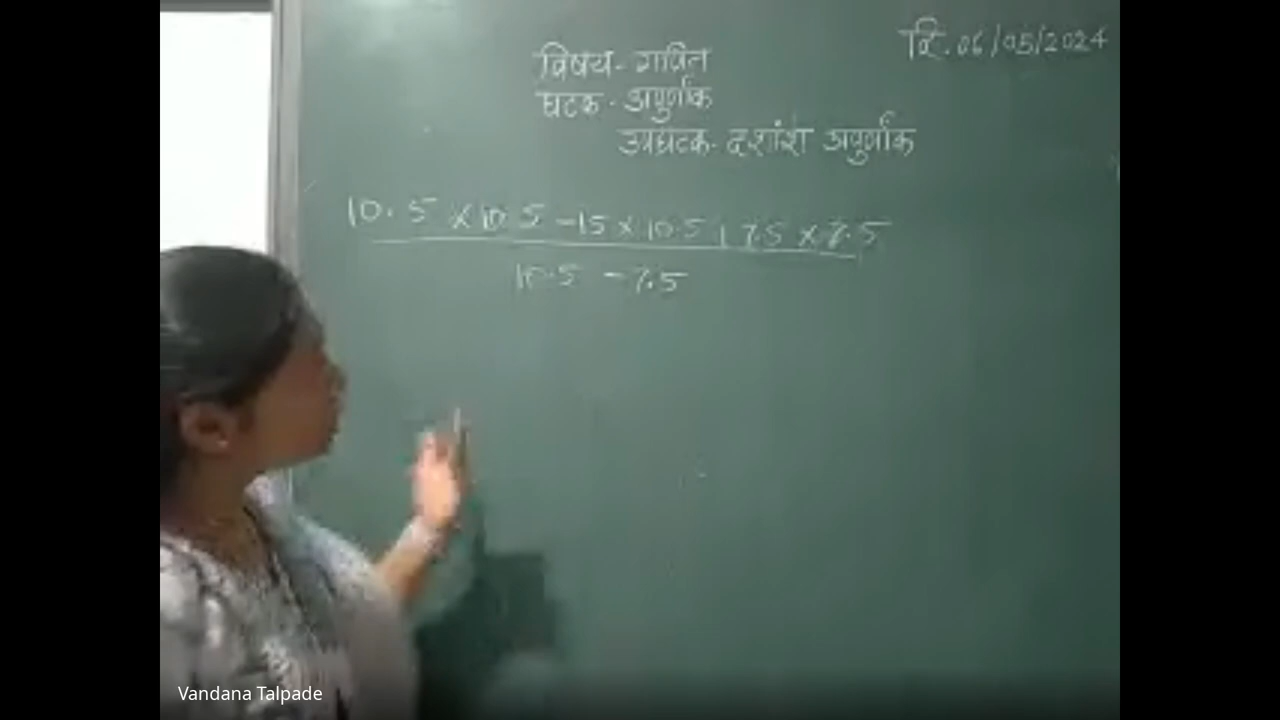 दि. 06/05/2024
विषय - गणित
घटक - अपुर्णांक
उपघटक - दशांश अपुर्णांक
10.5 x 10.5 - 15 x 10.5 + 7.5 x 7.5
10.5 - 7.5
Vandana Talpade